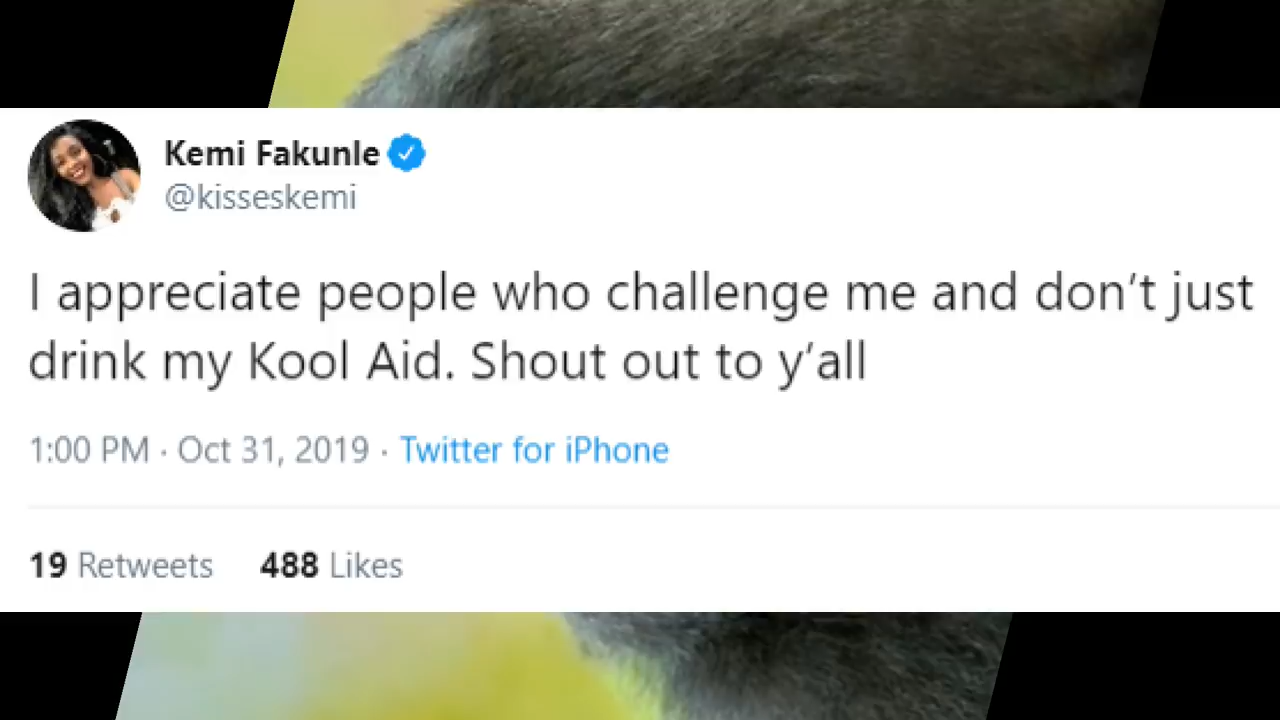 Kemi Fakunle
@kisseskemi
I appreciate people who challenge me and don’t just
drink my Kool Aid. Shout out to y’all
1:00 PM · Oct 31, 2019 · Twitter for iPhone
19 Retweets 488 Likes